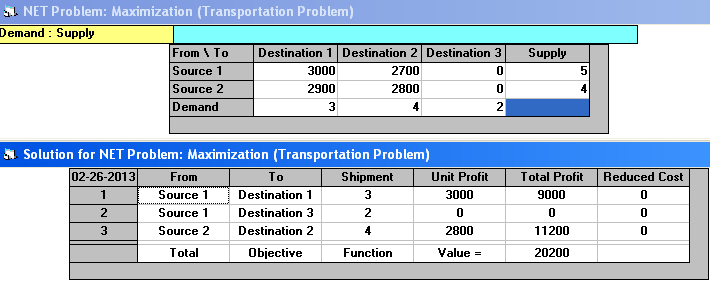 NET Problem: Maximization (Transportation Problem)
Demand : Supply
From \ To Destination 1 Destination 2 Destination 3 Supply
Source 1 3000 2700 0 5
Source 2 2900 2800 0 4
Demand 3 4 2
Solution for NET Problem: Maximization (Transportation Problem)
02-26-2013 From To Shipment Unit Profit Total Profit Reduced Cost
1 Source 1 Destination 1 3 3000 9000 0
2 Source 1 Destination 3 2 0 0 0
3 Source 2 Destination 2 4 2800 11200 0
Total Objective Function Value = 20200